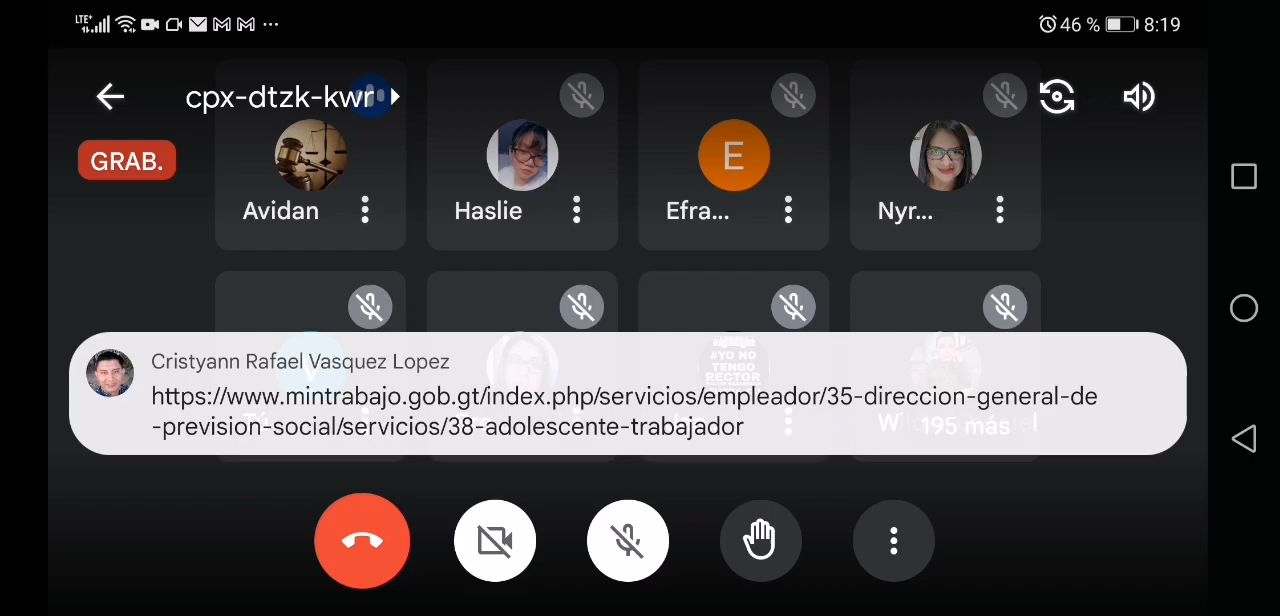 LTE+
46 %
8:19
cpx-dtzk-kwr
GRAB.
Avidan
Haslie
E
Efra...
Nyr...
#YO NO
TENGO
RECTOR
Cristyann Rafael Vasquez Lopez
https://www.mintrabajo.gob.gt/index.php/servicios/empleador/35-direccion-general-de
-prevision-social/servicios/38-adolescente-trabajador
195 más